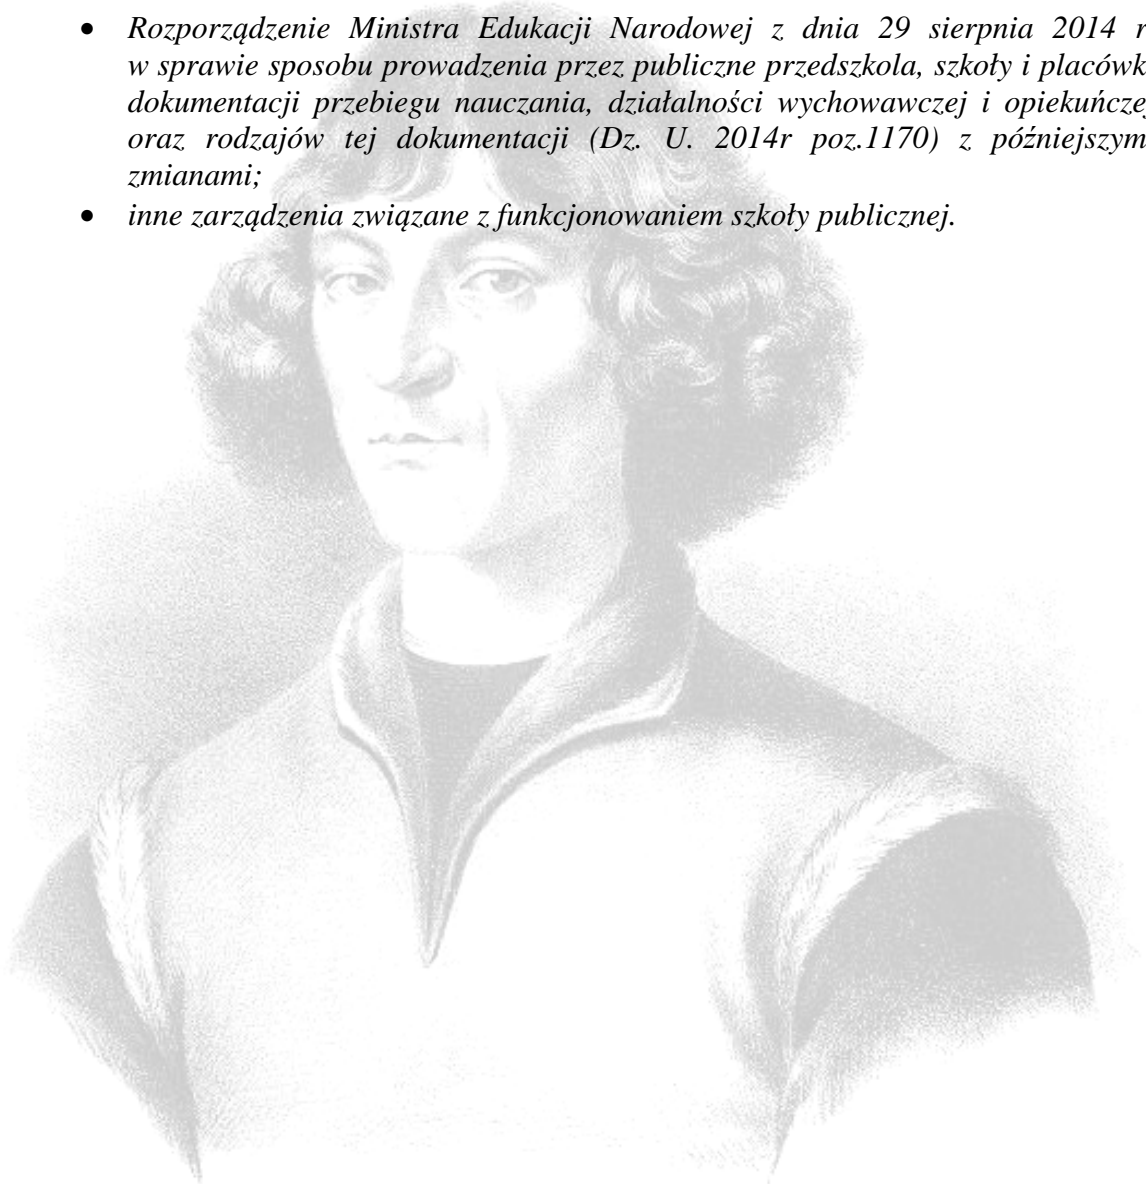 • Rozporządzenie Ministra Edukacji Narodowej z dnia 29 sierpnia 2014 r
w sprawie sposobu prowadzenia przez publiczne przedszkola, szkoły i placówk
dokumentacji przebiegu nauczania, działalności wychowawczej i opiekuńczej
oraz rodzajów tej dokumentacji (Dz. U. 2014r poz.1170) z późniejszym
zmianami;
• inne zarządzenia związane z funkcjonowaniem szkoły publicznej.